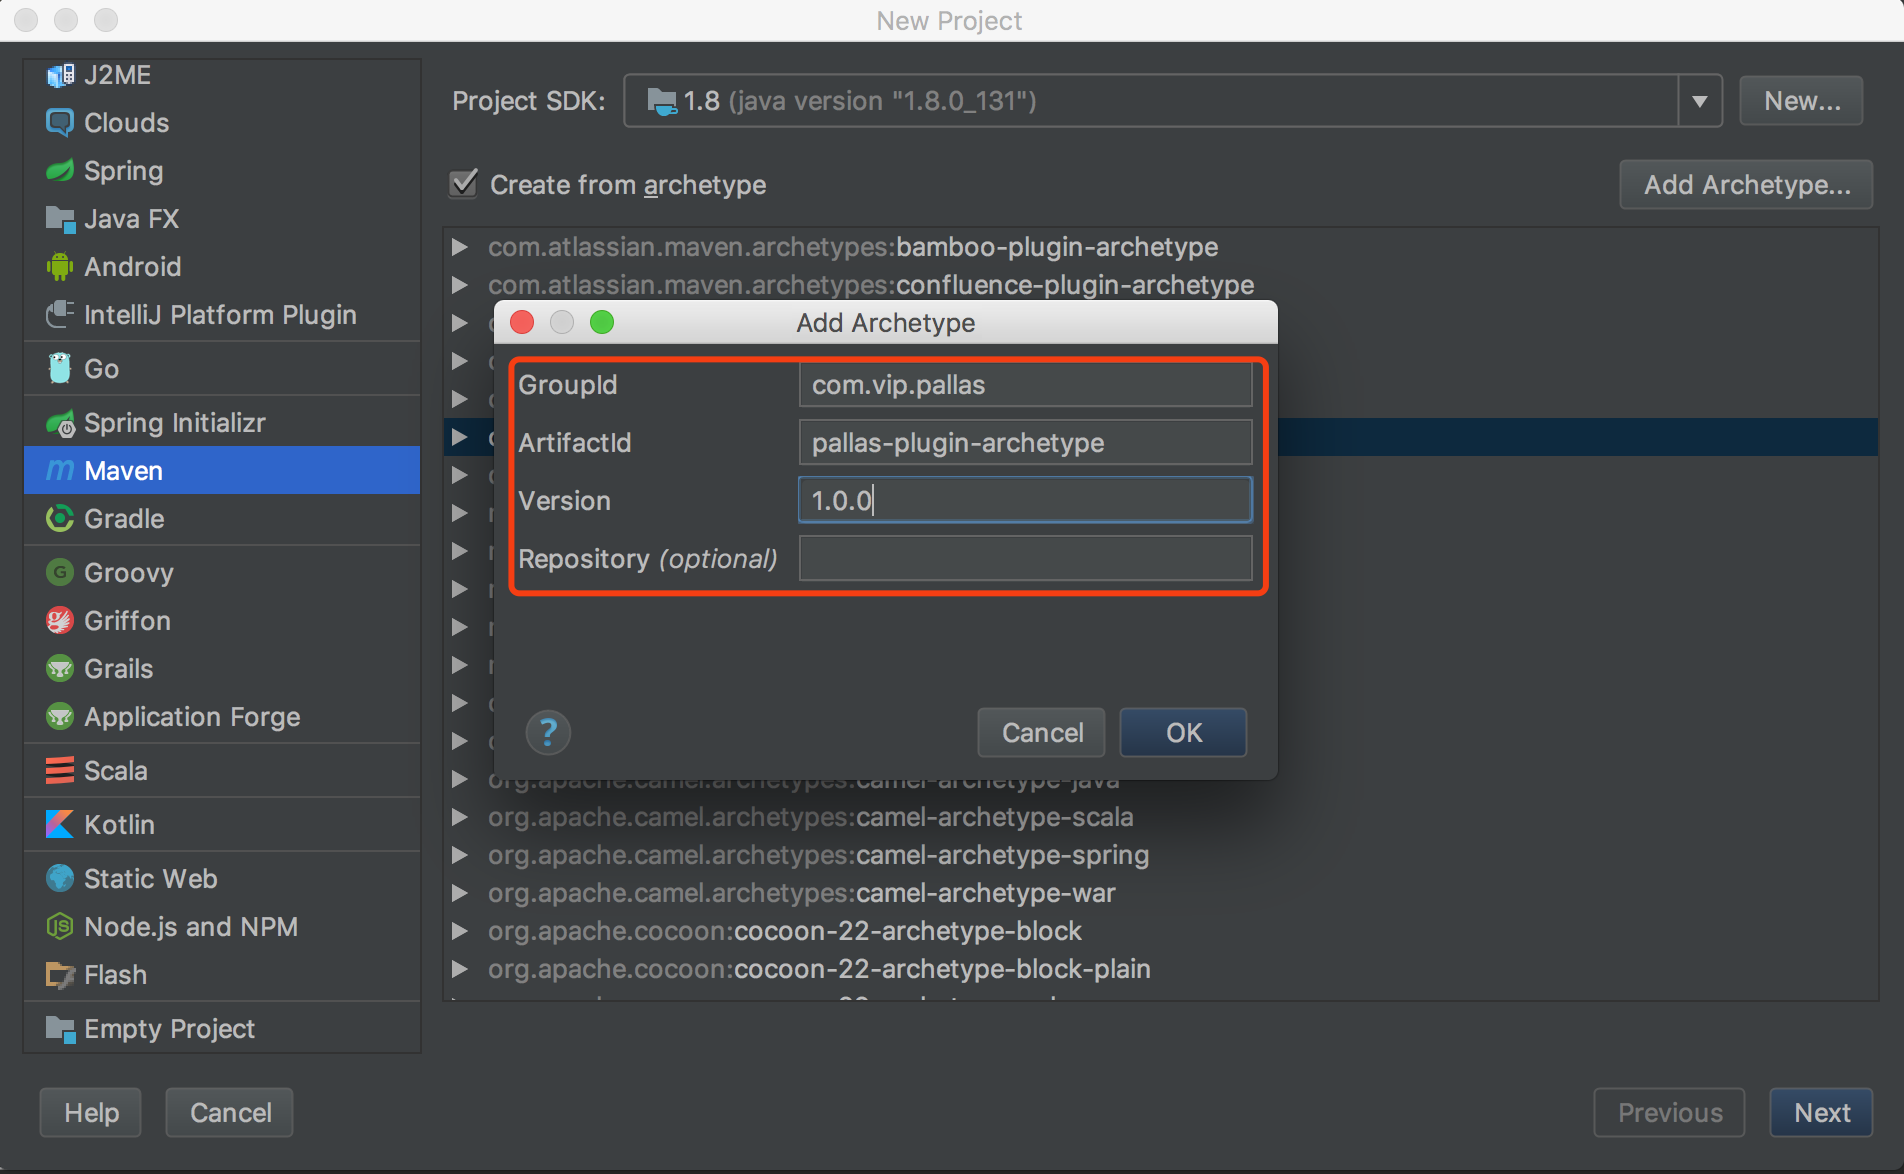 New Project
J2ME
Clouds
Spring
Java FX
Android
IntelliJ Platform Plugin
Go
Spring Initializr
Maven
Gradle
Groovy
Griffon
Grails
Application Forge
Scala
Kotlin
Static Web
Node.js and NPM
Flash
Empty Project
Project SDK: 1.8 (java version "1.8.0_131") New...
Create from archetype Add Archetype...
com.atlassian.maven.archetypes:bamboo-plugin-archetype
com.atlassian.maven.archetypes:confluence-plugin-archetype
Add Archetype
GroupId com.vip.pallas
ArtifactId pallas-plugin-archetype
Version 1.0.0
Repository (optional)
? Cancel OK
org.apache.camel.archetypes:camel-archetype-java
org.apache.camel.archetypes:camel-archetype-scala
org.apache.camel.archetypes:camel-archetype-spring
org.apache.camel.archetypes:camel-archetype-war
org.apache.cocoon:cocoon-22-archetype-block
org.apache.cocoon:cocoon-22-archetype-block-plain
Help Cancel Previous Next